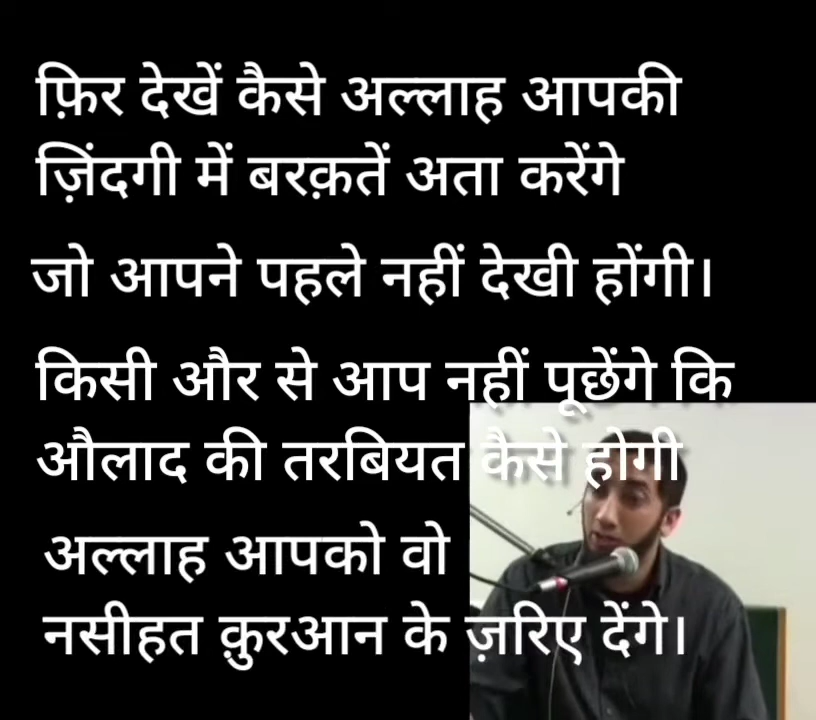 फ़िर देखें कैसे अल्लाह आपकी
ज़िंदगी में बरक़तें अता करेंगे
जो आपने पहले नहीं देखी होंगी।
किसी और से आप नहीं पूछेंगे कि
औलाद की तरबियत कैसे होगी
अल्लाह आपको वो
नसीहत क़ुरआन के ज़रिए देंगे।